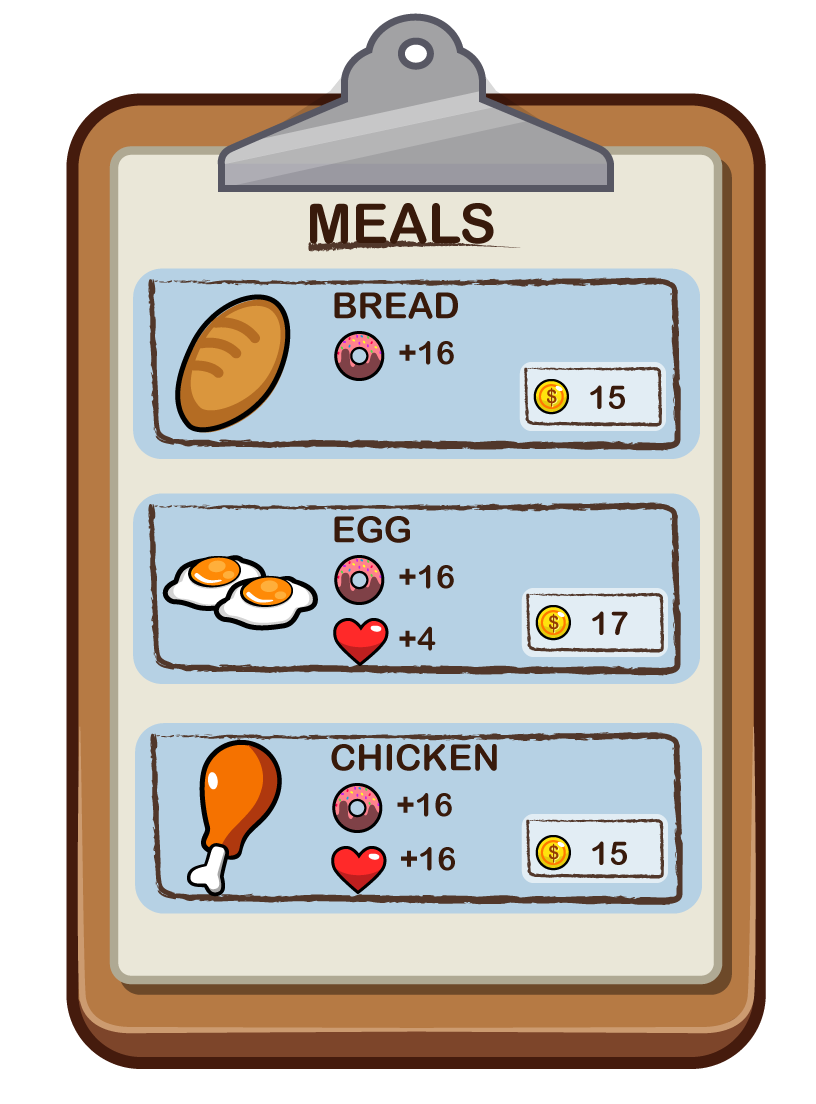 MEALS
BREAD
+16
$ 15
EGG
+16
+4
$ 17
CHICKEN
+16
+16
$ 15